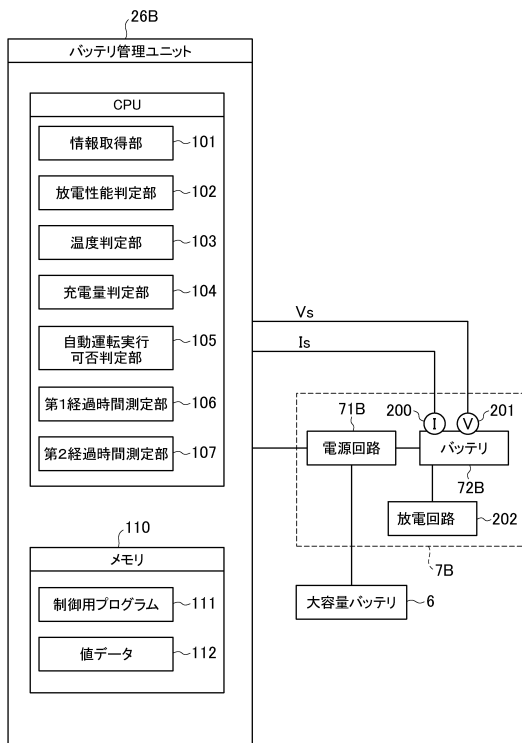 26B
バッテリ管理ユニット
CPU
情報取得部
101
放電性能判定部
102
温度判定部
103
充電量判定部
104
自動運転実行
可否判定部
105
第1経過時間測定部
106
第2経過時間測定部
107
110
メモリ
制御用プログラム
111
値データ
112
Vs
Is
71B
200
201
I
V
電源回路
バッテリ
72B
放電回路
202
7B
大容量バッテリ
6